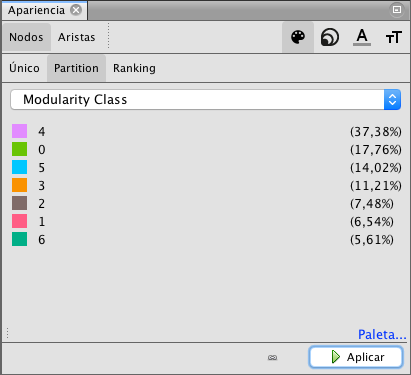 Apariencia
Nodos Aristas A TT
Único Partition Ranking
Modularity Class
4 (37,38%)
0 (17,76%)
5 (14,02%)
3 (11,21%)
2 (7,48%)
1 (6,54%)
6 (5,61%)
Paleta...
Aplicar